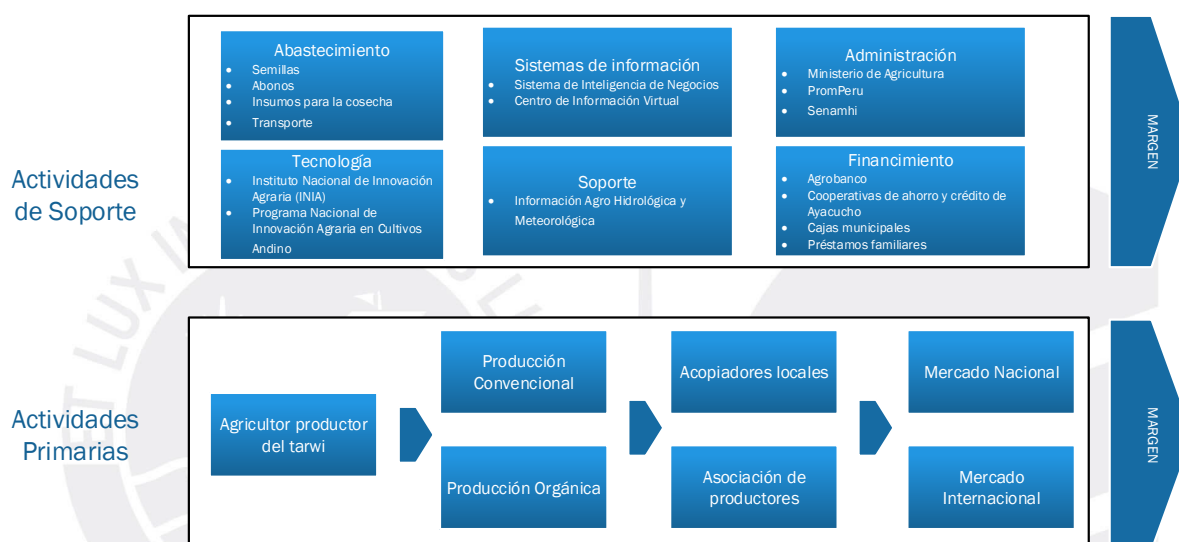 Actividades
de Soporte
Abastecimiento
• Semillas
• Abonos
• Insumos para la cosecha
• Transporte
Sistemas de información
• Sistema de Inteligencia de Negocios
• Centro de Información Virtual
Administración
• Ministerio de Agricultura
• PromPeru
• Senamhi
Tecnología
• Instituto Nacional de Innovación
Agraria (INIA)
• Programa Nacional de
Innovación Agraria en Cultivos
Andino
Soporte
• Información Agro Hidrológica y
Meteorológica
Financimiento
• Agrobanco
• Cooperativas de ahorro y crédito de
Ayacucho
• Cajas municipales
• Préstamos familiares
MARGEN
ET LUX IN
Actividades
Primarias
Agricultor productor
del tarwi
Producción
Convencional
Producción Orgánica
Acopiadores locales
Asociación de
productores
Mercado Nacional
Mercado
Internacional
MARGEN